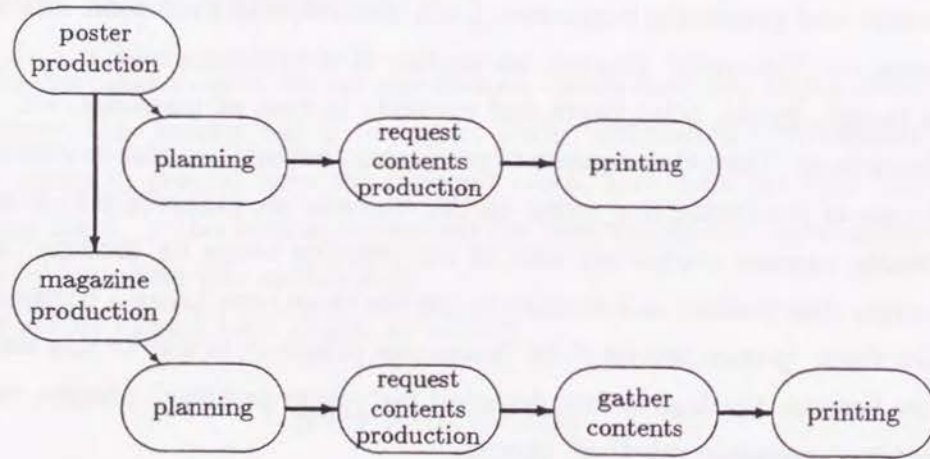 poster
production
planning
request
contents
production
printing
magazine
production
planning
request
contents
production
gather
contents
printing